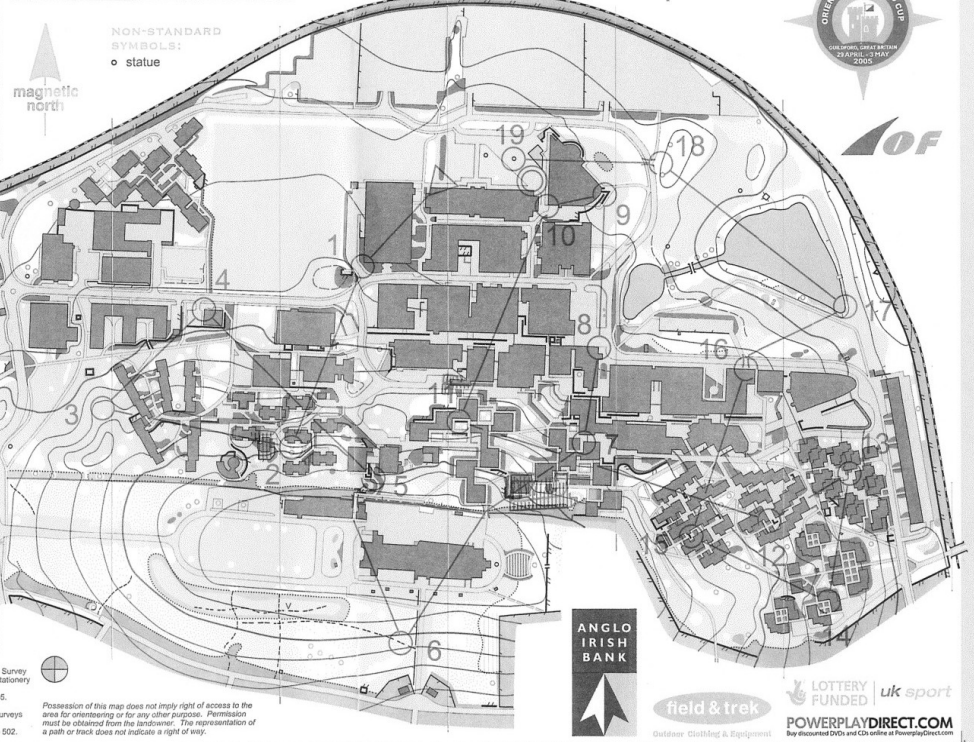 NON-STANDARD
SYMBOLS:
statue
magnetic
north
CUP
GUILDFORD, GREAT BRITAIN
29 APRIL - 3 MAY
2005
OF
19
18
9
10
1
4
17
8
16
3
11
7
2
5
13
15
12
14
6
V
ANGLO
IRISH
BANK
Survey
5.
urveys
502.
Possession of this map does not imply right of access to the
area for orienteering or for any other purpose. Permission
must be obtained from the landowner. The representation of
a path or track does not indicate a right of way.
field & trek
Outdoor Clothing & Equipment
LOTTERY
FUNDED
uk sport
POWERPLAYDIRECT.COM
Buy discounted DVDs and CDs online at PowerplayDirect.com